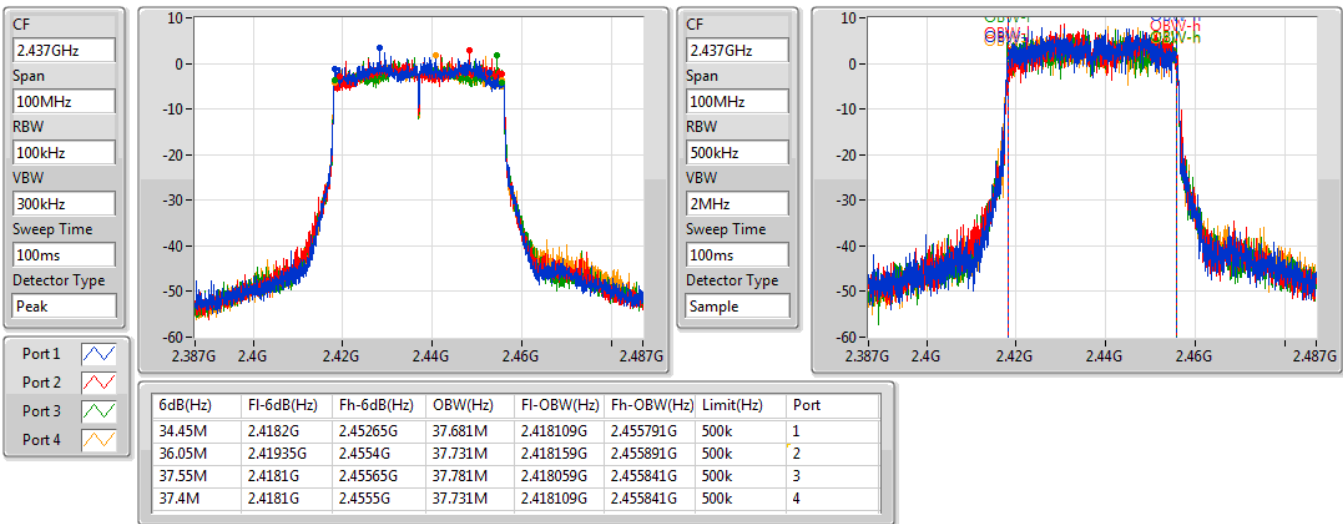 CF
2.437GHz
Span
100MHz
RBW
100kHz
VBW
300kHz
Sweep Time
100ms
Detector Type
Peak
10
0
-10
-20
-30
-40
-50
-60
2.387G 2.4G 2.42G 2.44G 2.46G 2.487G
CF
2.437GHz
Span
100MHz
RBW
500kHz
VBW
2MHz
Sweep Time
100ms
Detector Type
Sample
10
0
-10
-20
-30
-40
-50
-60
OBW-h
2.387G 2.4G 2.42G 2.44G 2.46G 2.487G
Port 1
Port 2
Port 3
Port 4
6dB(Hz) Fl-6dB(Hz) Fh-6dB(Hz) OBW(Hz) Fl-OBW(Hz) Fh-OBW(Hz) Limit(Hz) Port
34.45M 2.4182G 2.45265G 37.681M 2.418109G 2.455791G 500k 1
36.05M 2.41935G 2.4554G 37.731M 2.418159G 2.455891G 500k 2
37.55M 2.4181G 2.45565G 37.781M 2.418059G 2.455841G 500k 3
37.4M 2.4181G 2.4555G 37.731M 2.418109G 2.455841G 500k 4